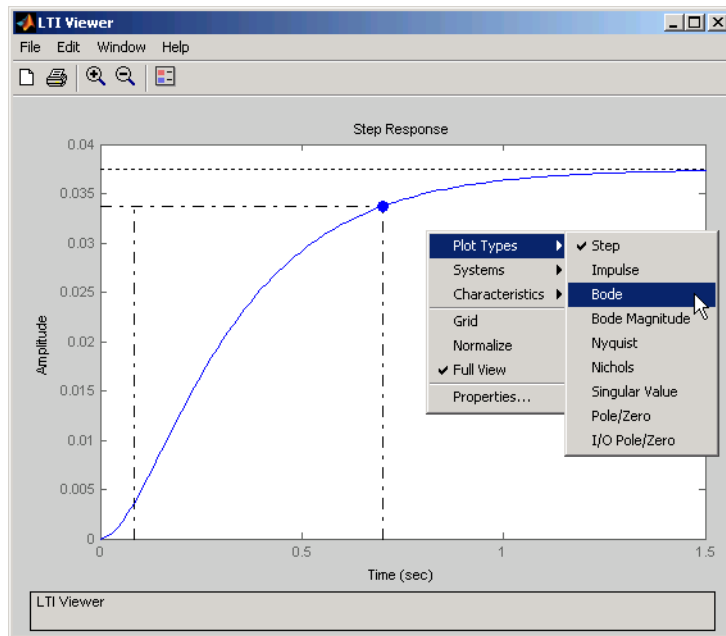 LTI Viewer
File Edit Window Help
Step Response
0.04
0.035
0.03
0.025
0.02
0.015
0.01
0.005
0
Amplitude
0 0.5 1 1.5
Time (sec)
Plot Types
Systems
Characteristics
Grid
Normalize
Full View
Properties...
Step
Impulse
Bode
Bode Magnitude
Nyquist
Nichols
Singular Value
Pole/Zero
I/O Pole/Zero
LTI Viewer